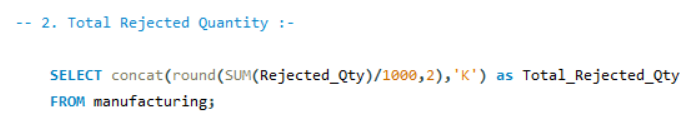 -- 2. Total Rejected Quantity :-
SELECT concat(round(SUM(Rejected_Qty)/1000,2),'K') as Total_Rejected_Qty
FROM manufacturing;